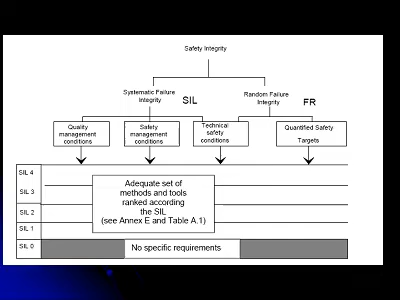 Safety Integrity
Systematic Failure
Integrity
SIL
Random Failure
Integrity
FR
Quality
management
conditions
Safety
management
conditions
Technical
safety
conditions
Quantified Safety
Targets
SIL 4
SIL 3
SIL 2
SIL 1
SIL 0
Adequate set of
methods and tools
ranked according
the SIL
(see Annex E and Table A.1)
No specific requirements